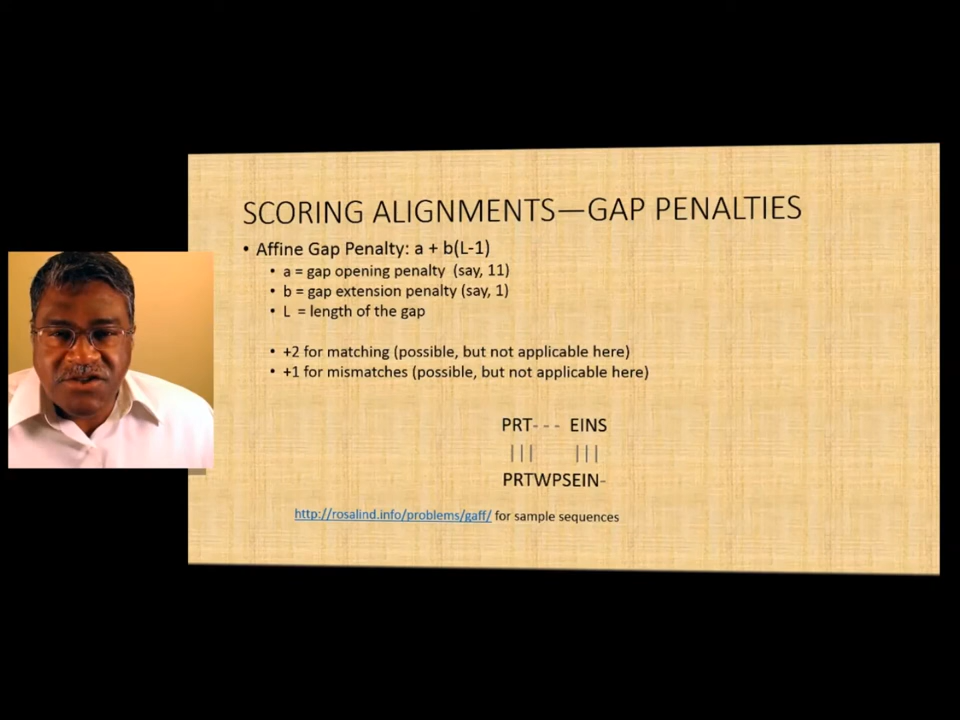 SCORING ALIGNMENTS—GAP PENALTIES
• Affine Gap Penalty: a + b(L-1)
• a = gap opening penalty (say, 11)
• b = gap extension penalty (say, 1)
• L = length of the gap
• +2 for matching (possible, but not applicable here)
• +1 for mismatches (possible, but not applicable here)
PRT- - - EINS
||| |||
PRTWPSEIN-
http://rosalind.info/problems/gaff/ for sample sequences